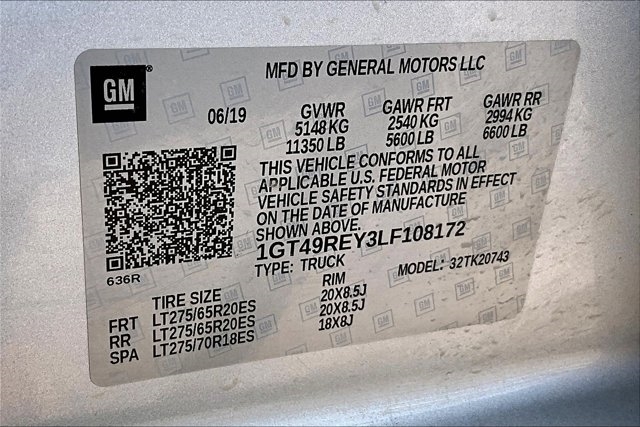 GM
MFD BY GENERAL MOTORS LLC
06/19 GVWR GAWR FRT GAWR RR
5148 KG 2540 KG 2994 KG
11350 LB 5600 LB 6600 LB
THIS VEHICLE CONFORMS TO ALL
APPLICABLE U.S. FEDERAL MOTOR
VEHICLE SAFETY STANDARDS IN EFFECT
ON THE DATE OF MANUFACTURE
SHOWN ABOVE.
1GT49REY3LF108172
636R TYPE: TRUCK MODEL: 32TK20743
TIRE SIZE RIM
FRT LT275/65R20ES 20X8.5J
RR LT275/65R20ES 20X8.5J
SPA LT275/70R18ES 18X8J